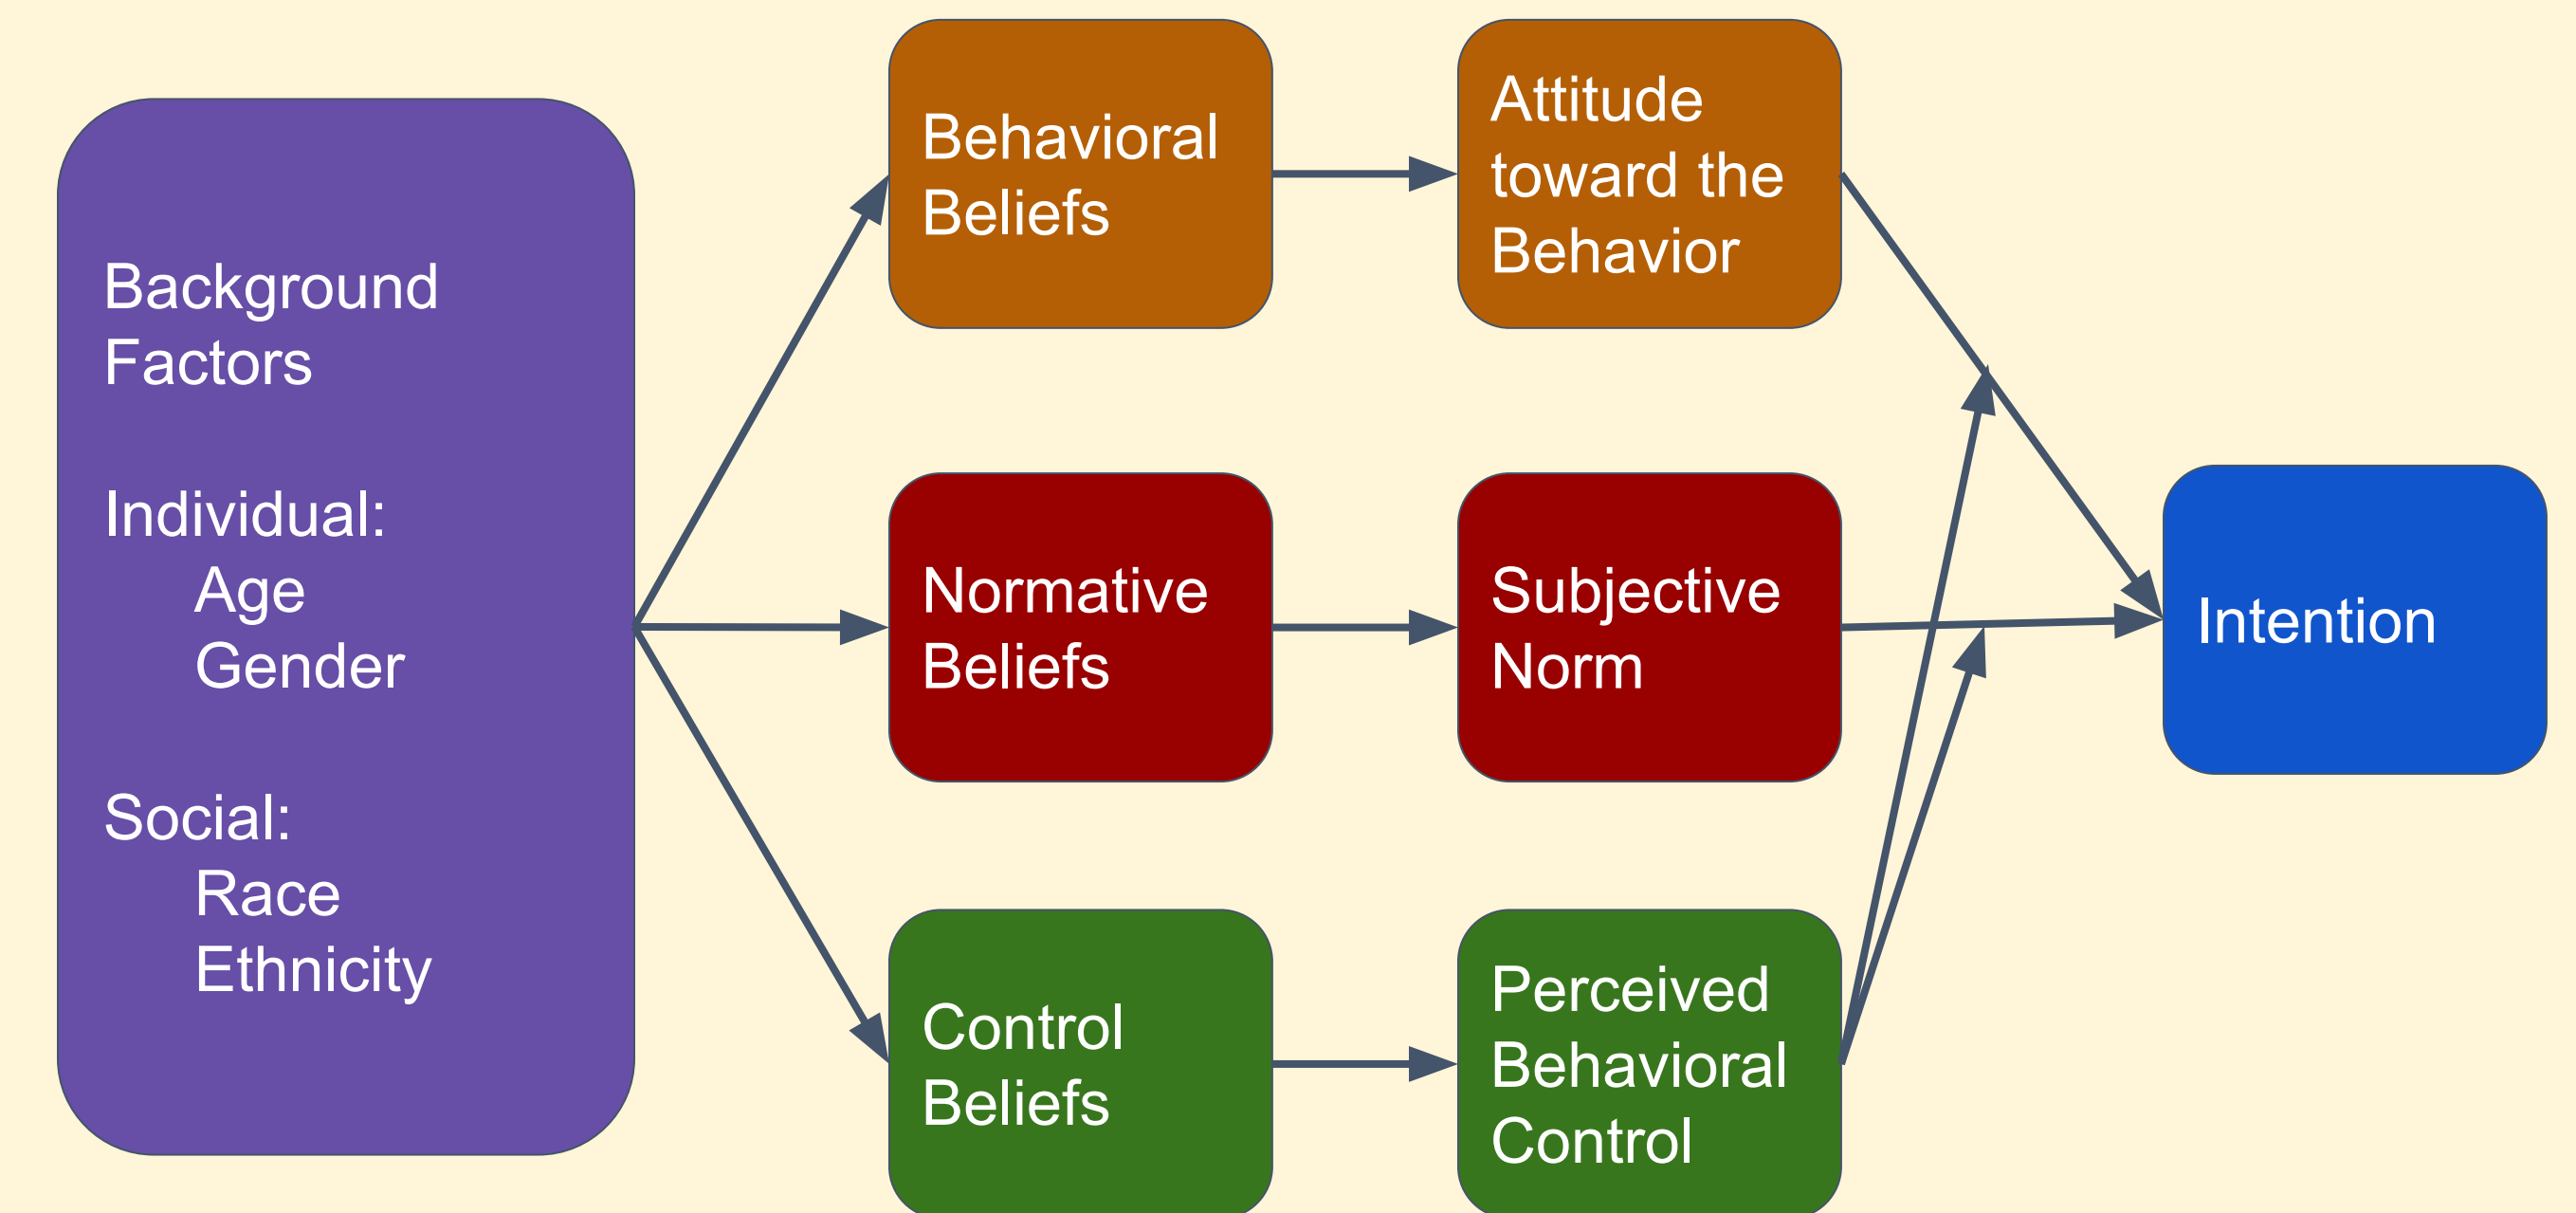 Background
Factors
Individual:
Age
Gender
Social:
Race
Ethnicity
Behavioral
Beliefs
Attitude
toward the
Behavior
Normative
Beliefs
Subjective
Norm
Control
Beliefs
Perceived
Behavioral
Control
Intention